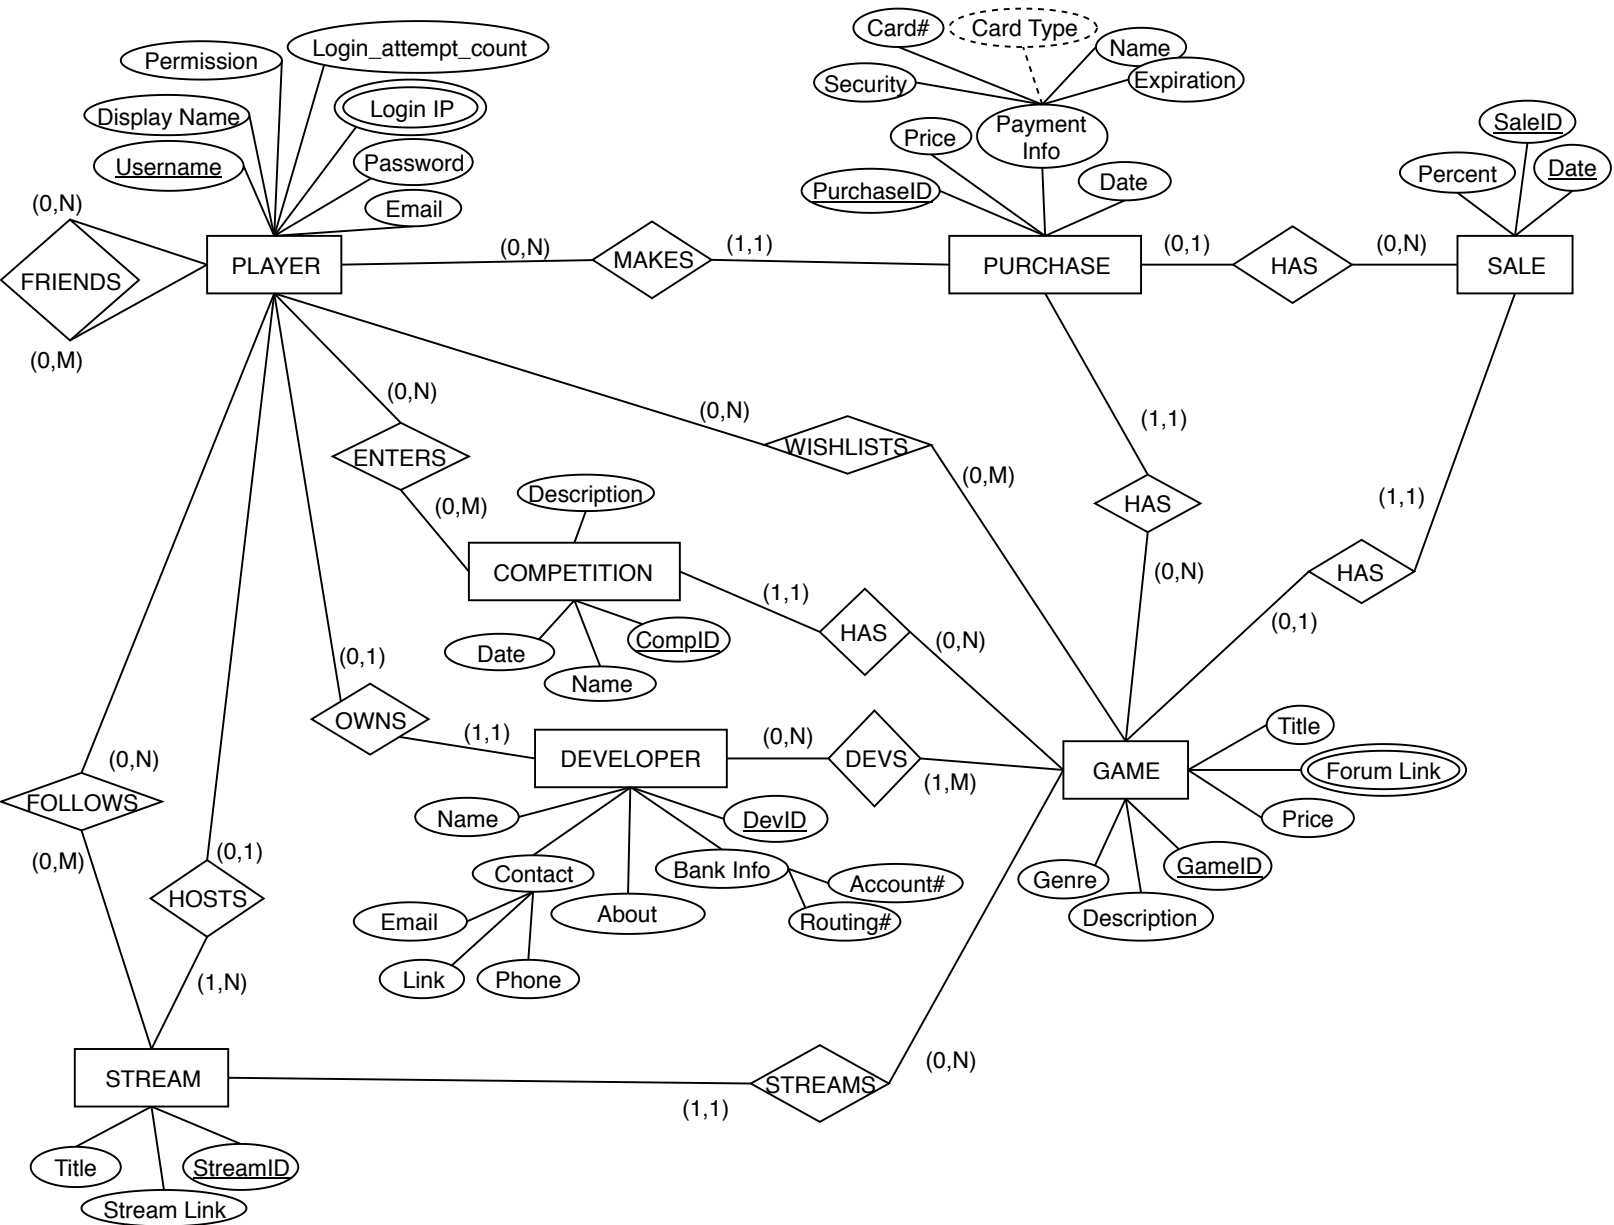 Card#
Card Type
Name
Login_attempt_count
Permission
Security
Expiration
Login IP
Display Name
Payment
Info
SaleID
Price
Username
Password
Percent
Date
PurchaseID
Date
Email
(0,N)
FRIENDS
(0,M)
PLAYER
(0,N)
MAKES
(1,1)
PURCHASE
(0,1)
HAS
(0,N)
SALE
(0,N)
ENTERS
(0,M)
(0,N)
WISHLISTS
(0,M)
(1,1)
HAS
(0,N)
(1,1)
HAS
(0,1)
Description
COMPETITION
Date
Name
CompID
(1,1)
HAS
(0,N)
(0,1)
OWNS
(1,1)
DEVELOPER
(0,N)
DEVS
(1,M)
GAME
Title
Forum Link
Price
GameID
Genre
Description
Name
DevID
Contact
Bank Info
Account#
Routing#
About
Email
Link
Phone
(0,N)
FOLLOWS
(0,M)
(0,1)
HOSTS
(1,N)
STREAM
(1,1)
STREAMS
(0,N)
Title
StreamID
Stream Link